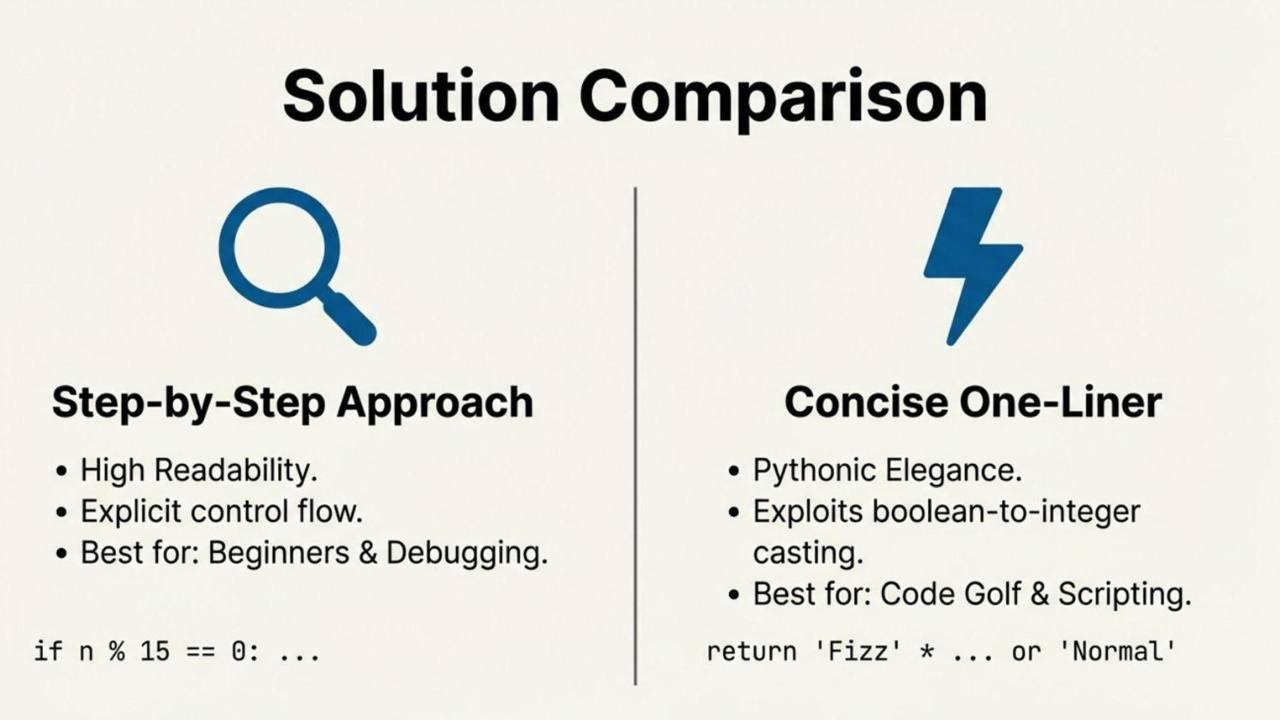 Solution Comparison
Step-by-Step Approach
• High Readability.
• Explicit control flow.
• Best for: Beginners & Debugging.
if n % 15 == 0: ...
Concise One-Liner
• Pythonic Elegance.
• Exploits boolean-to-integer
casting.
• Best for: Code Golf & Scripting.
return 'Fizz' * ... or 'Normal'